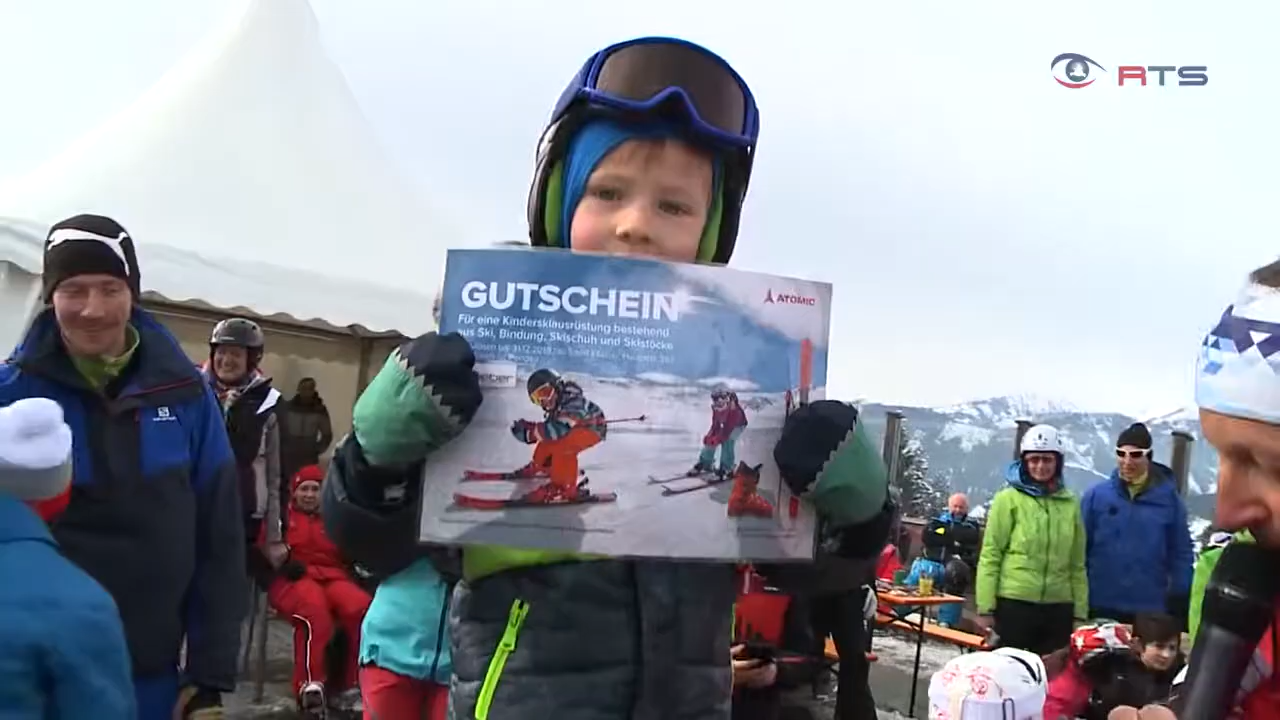 RTS
GUTSCHEIN
ATOMIC
Für eine Kinderskiausrüstung bestehend
aus Ski, Bindung, Skischuh und Skistöcke